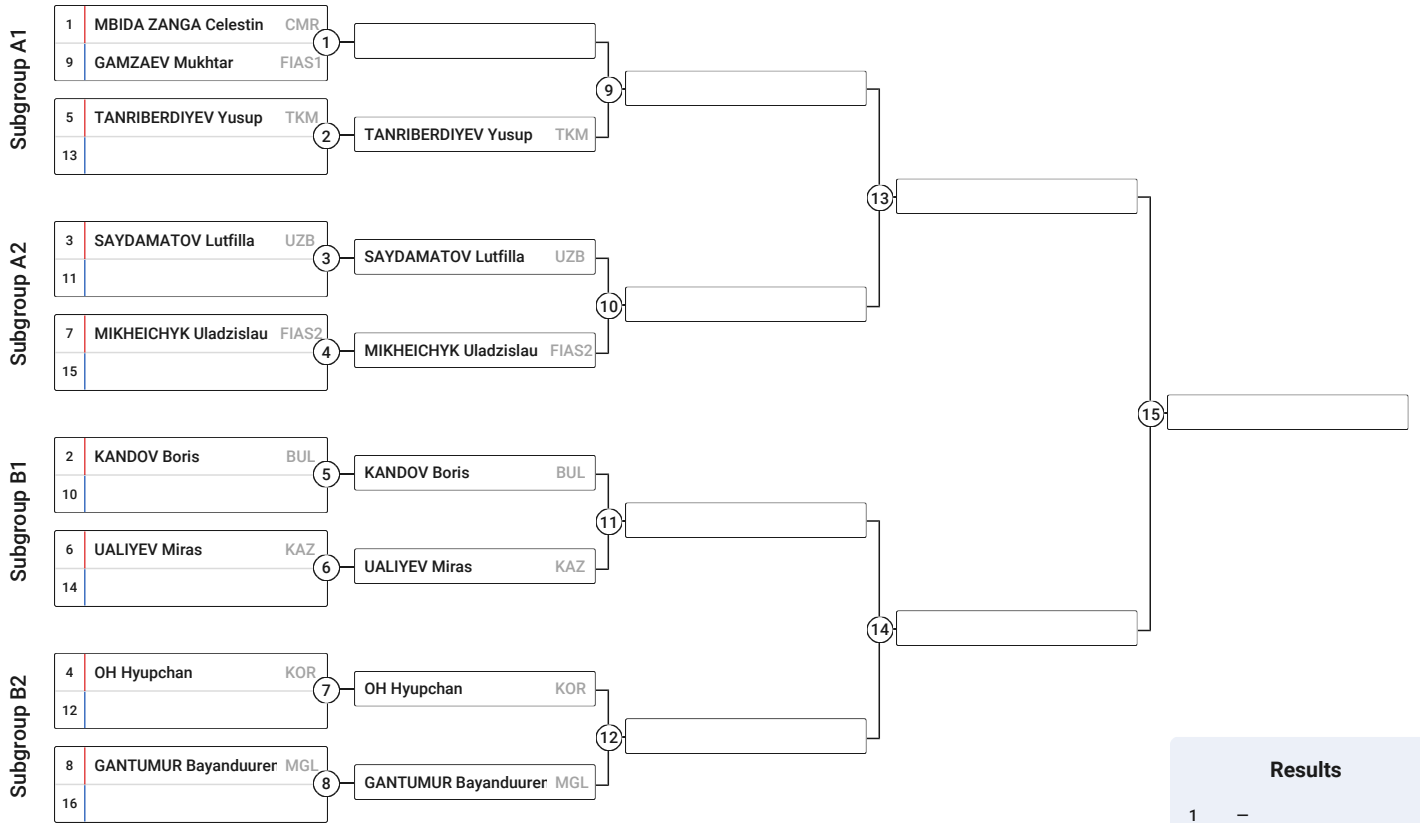 Subgroup A1
1 MBIDA ZANGA Celestin CMR
9 GAMZAEV Mukhtar FIAS1
1
5 TANRIBERDIYEV Yusup TKM
13
2
TANRIBERDIYEV Yusup TKM
9
Subgroup A2
3 SAYDAMATOV Lutfilla UZB
11
3
SAYDAMATOV Lutfilla UZB
7 MIKHEICHYK Uladzislau FIAS2
15
4
MIKHEICHYK Uladzislau FIAS2
10
13
Subgroup B1
2 KANDOV Boris BUL
10
5
KANDOV Boris BUL
6 UALIYEV Miras KAZ
14
6
UALIYEV Miras KAZ
11
Subgroup B2
4 OH Hyupchan KOR
12
7
OH Hyupchan KOR
8 GANTUMUR Bayanduuren MGL
16
8
GANTUMUR Bayanduuren MGL
12
14
15
Results
1 –